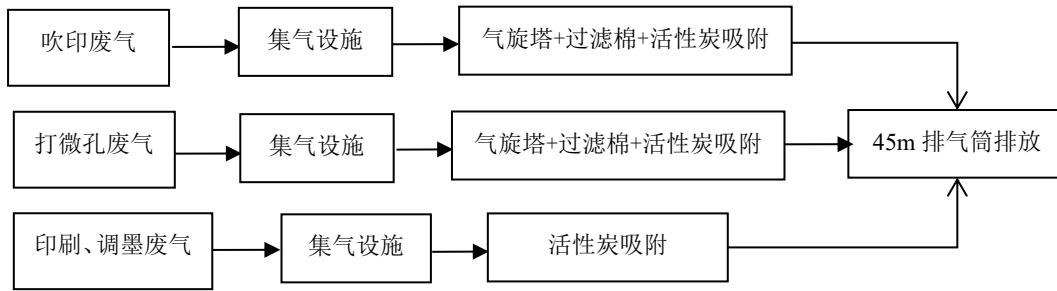 吹印废气
集气设施
气旋塔+过滤棉+活性炭吸附
打微孔废气
集气设施
气旋塔+过滤棉+活性炭吸附
45m 排气筒排放
印刷、调墨废气
集气设施
活性炭吸附